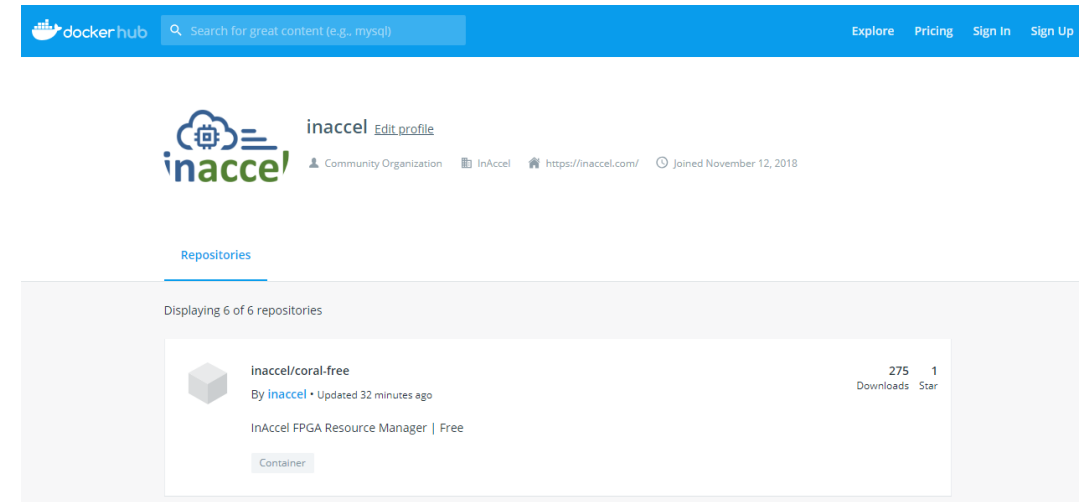 docker hub Search for great content (e.g., mysql) Explore Pricing Sign In Sign Up
inaccel
inaccel Edit profile
Community Organization InAccel https://inaccel.com/ Joined November 12, 2018
Repositories
Displaying 6 of 6 repositories
inaccel/coral-free 275 1
Downloads Star
By inaccel • Updated 32 minutes ago
InAccel FPGA Resource Manager | Free
Container